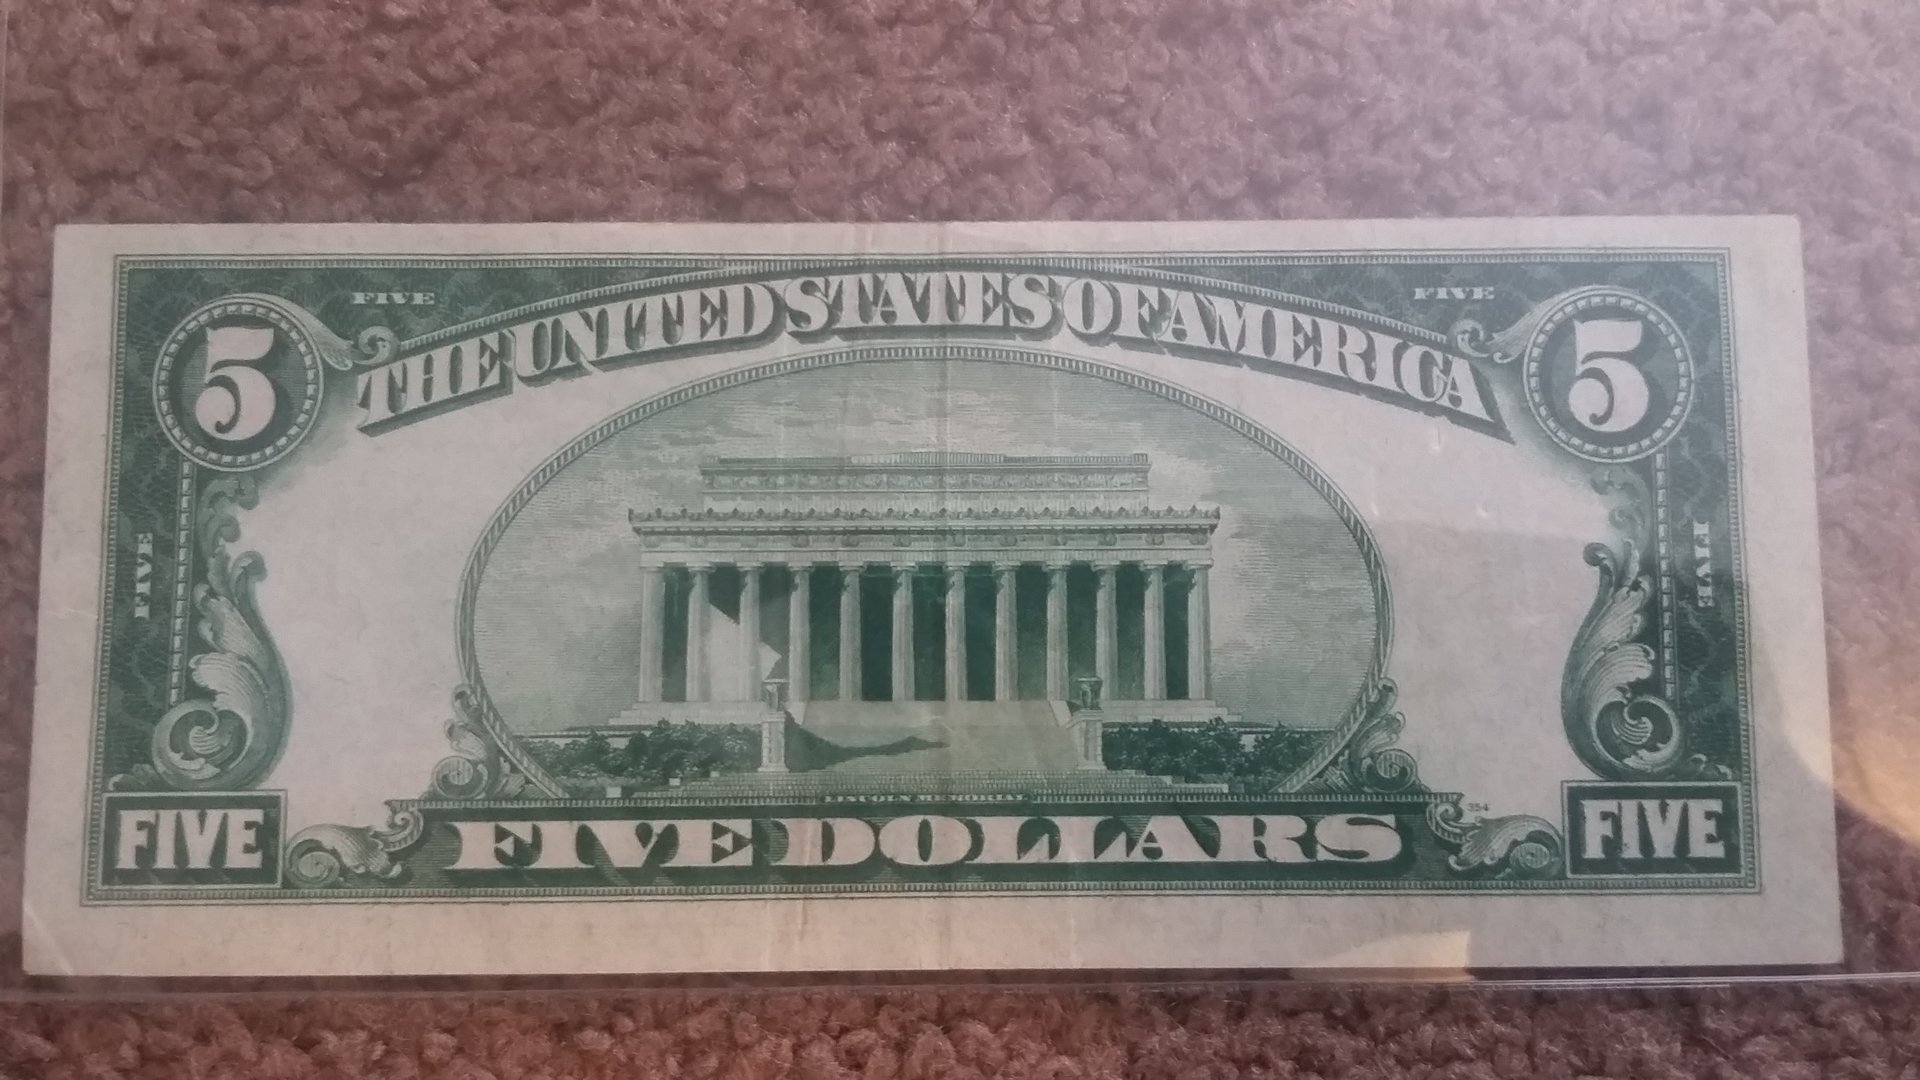 FIVE FIVE
5 THE UNITED STATES OF AMERICA 5
FIVE FIVE
LINCOLN MEMORIAL
354
FIVE FIVE DOLLARS FIVE